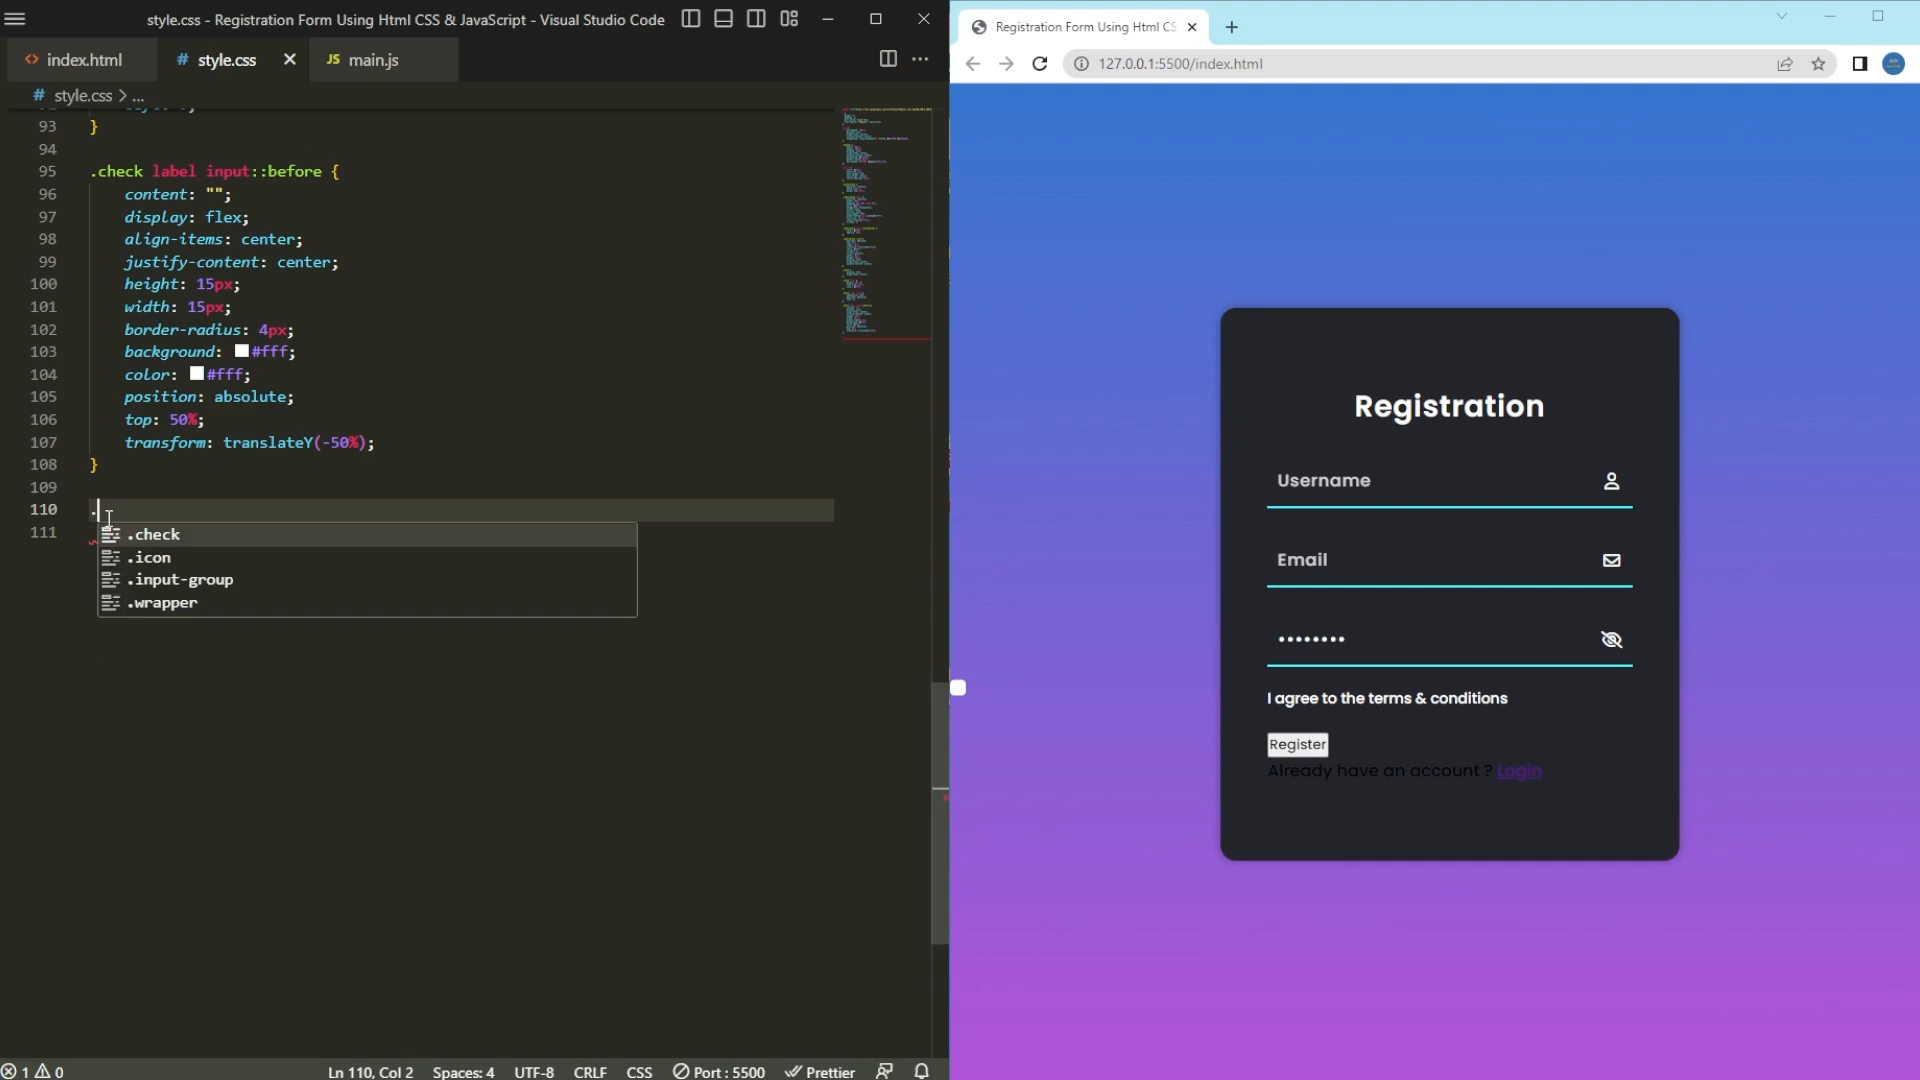 style.css - Registration Form Using Html CSS & JavaScript - Visual Studio Code
index.html
# style.css
JS main.js
# style.css > ...
93 }
94
95 .check label input::before {
96 content: "";
97 display: flex;
98 align-items: center;
99 justify-content: center;
100 height: 15px;
101 width: 15px;
102 border-radius: 4px;
103 background: #fff;
104 color: #fff;
105 position: absolute;
106 top: 50%;
107 transform: translateY(-50%);
108 }
109
110 .
111
.check
.icon
.input-group
.wrapper
1 0 Ln 110, Col 2 Spaces: 4 UTF-8 CRLF CSS Port : 5500 Prettier
Registration Form Using Html CS
127.0.0.1:5500/index.html
Registration
Username
Email
••••••••
I agree to the terms & conditions
Register
Already have an account ? Login